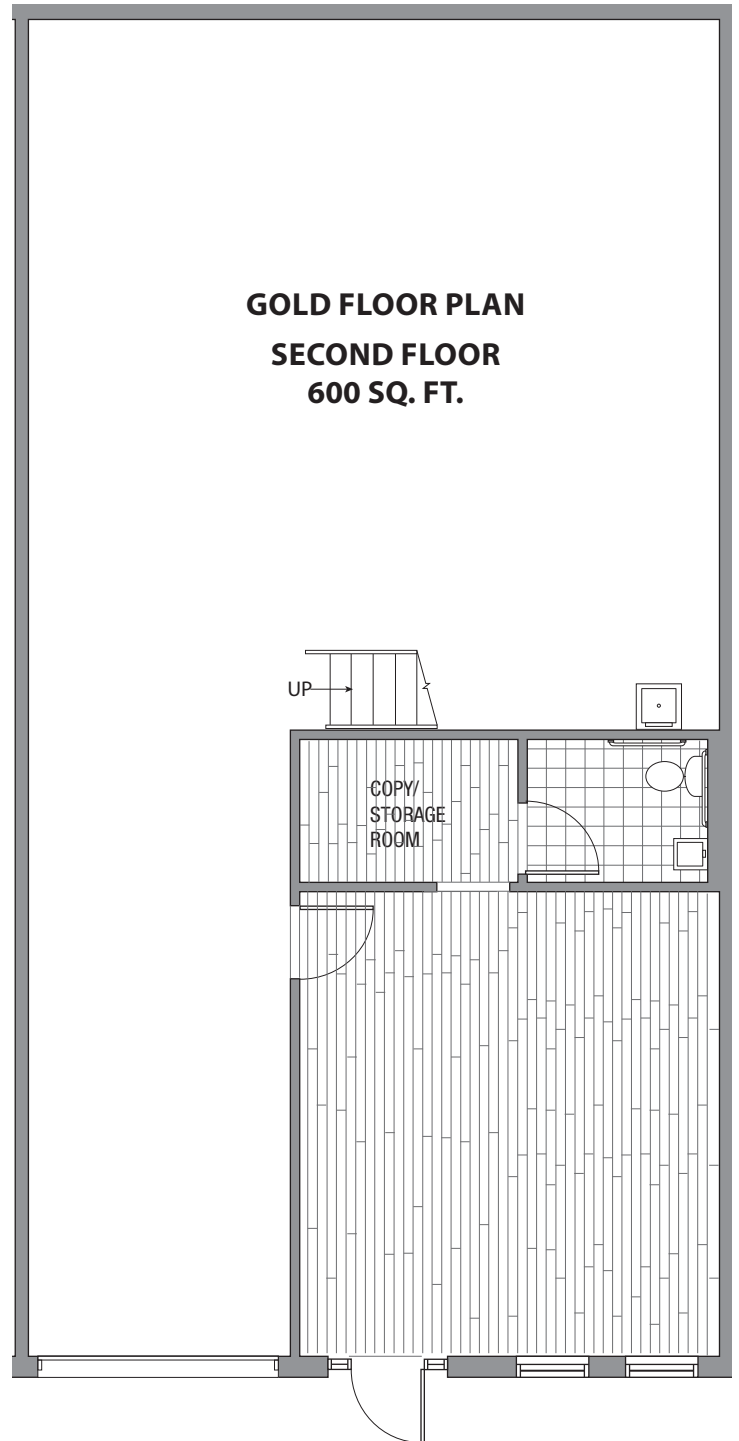 GOLD FLOOR PLAN
SECOND FLOOR
600 SQ. FT.
UP
COPY/
STORAGE
ROOM